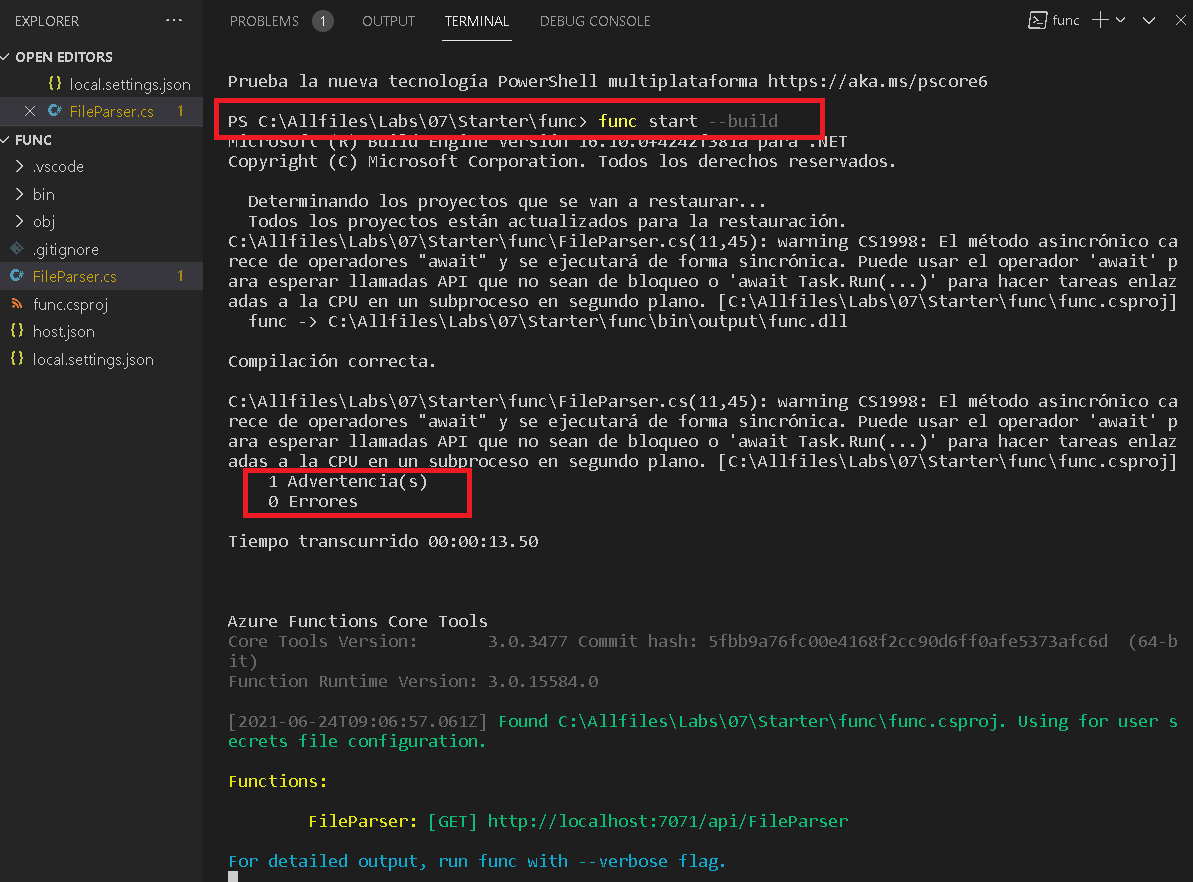 EXPLORER
···
OPEN EDITORS
local.settings.json
FileParser.cs 1
FUNC
.vscode
bin
obj
.gitignore
FileParser.cs 1
func.csproj
host.json
local.settings.json
PROBLEMS 1 OUTPUT TERMINAL DEBUG CONSOLE
func
Prueba la nueva tecnología PowerShell multiplataforma https://aka.ms/pscore6
PS C:\Allfiles\Labs\07\Starter\func> func start --build
Microsoft (R) Build Engine versión 16.10.0+4242f381a para .NET
Copyright (C) Microsoft Corporation. Todos los derechos reservados.
Determinando los proyectos que se van a restaurar...
Todos los proyectos están actualizados para la restauración.
C:\Allfiles\Labs\07\Starter\func\FileParser.cs(11,45): warning CS1998: El método asincrónico ca
rece de operadores "await" y se ejecutará de forma sincrónica. Puede usar el operador 'await' p
ara esperar llamadas API que no sean de bloqueo o 'await Task.Run(...)' para hacer tareas enlaz
adas a la CPU en un subproceso en segundo plano. [C:\Allfiles\Labs\07\Starter\func\func.csproj]
func -> C:\Allfiles\Labs\07\Starter\func\bin\output\func.dll
Compilación correcta.
C:\Allfiles\Labs\07\Starter\func\FileParser.cs(11,45): warning CS1998: El método asincrónico ca
rece de operadores "await" y se ejecutará de forma sincrónica. Puede usar el operador 'await' p
ara esperar llamadas API que no sean de bloqueo o 'await Task.Run(...)' para hacer tareas enlaz
adas a la CPU en un subproceso en segundo plano. [C:\Allfiles\Labs\07\Starter\func\func.csproj]
1 Advertencia(s)
0 Errores
Tiempo transcurrido 00:00:13.50
Azure Functions Core Tools
Core Tools Version: 3.0.3477 Commit hash: 5fbb9a76fc00e4168f2cc90d6ff0afe5373afc6d (64-b
it)
Function Runtime Version: 3.0.15584.0
[2021-06-24T09:06:57.061Z] Found C:\Allfiles\Labs\07\Starter\func\func.csproj. Using for user s
ecrets file configuration.
Functions:
FileParser: [GET] http://localhost:7071/api/FileParser
For detailed output, run func with --verbose flag.